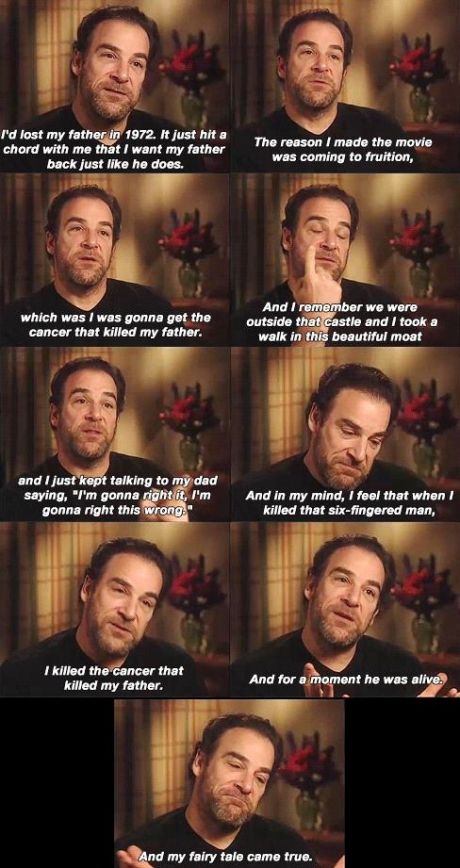 I'd lost my father in 1972. It just hit a
chord with me that I want my father
back just like he does.
The reason I made the movie
was coming to fruition,
which was I was gonna get the
cancer that killed my father.
And I remember we were
outside that castle and I took a
walk in this beautiful moat
and I just kept talking to my dad
saying, "I'm gonna right it, I'm
gonna right this wrong."
And in my mind, I feel that when I
killed that six-fingered man,
I killed the cancer that
killed my father.
And for a moment he was alive.
And my fairy tale came true.